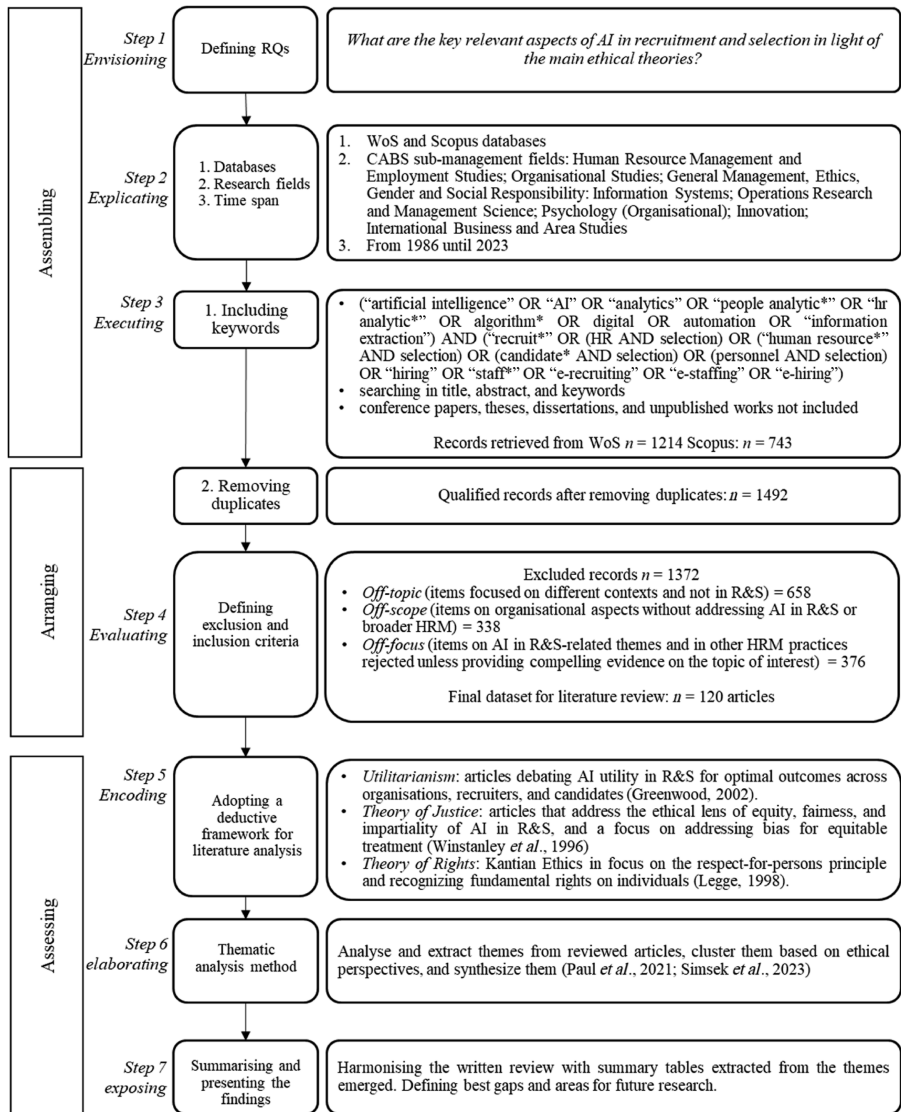 Assembling
Step 1
Envisioning
Defining RQs
What are the key relevant aspects of AI in recruitment and selection in light of
the main ethical theories?
Step 2
Explicating
1. Databases
2. Research fields
3. Time span
1. WoS and Scopus databases
2. CABS sub-management fields: Human Resource Management and
Employment Studies; Organisational Studies; General Management, Ethics,
Gender and Social Responsibility: Information Systems; Operations Research
and Management Science; Psychology (Organisational); Innovation;
International Business and Area Studies
3. From 1986 until 2023
Step 3
Executing
1. Including
keywords
• (“artificial intelligence” OR “AI” OR “analytics” OR “people analytic*” OR “hr
analytic*” OR algorithm* OR digital OR automation OR “information
extraction”) AND (“recruit*” OR (HR AND selection) OR (“human resource*”
AND selection) OR (candidate* AND selection) OR (personnel AND selection)
OR “hiring” OR “staff*” OR “e-recruiting” OR “e-staffing” OR “e-hiring”)
• searching in title, abstract, and keywords
• conference papers, theses, dissertations, and unpublished works not included
Records retrieved from WoS n = 1214 Scopus: n = 743
Arranging
2. Removing
duplicates
Qualified records after removing duplicates: n = 1492
Step 4
Evaluating
Defining
exclusion and
inclusion criteria
Excluded records n = 1372
• Off-topic (items focused on different contexts and not in R&S) = 658
• Off-scope (items on organisational aspects without addressing AI in R&S or
broader HRM) = 338
• Off-focus (items on AI in R&S-related themes and in other HRM practices
rejected unless providing compelling evidence on the topic of interest) = 376
Final dataset for literature review: n = 120 articles
Assessing
Step 5
Encoding
Adopting a
deductive
framework for
literature analysis
• Utilitarianism: articles debating AI utility in R&S for optimal outcomes across
organisations, recruiters, and candidates (Greenwood, 2002).
• Theory of Justice: articles that address the ethical lens of equity, fairness, and
impartiality of AI in R&S, and a focus on addressing bias for equitable
treatment (Winstanley et al., 1996)
• Theory of Rights: Kantian Ethics in focus on the respect-for-persons principle
and recognizing fundamental rights on individuals (Legge, 1998).
Step 6
elaborating
Thematic
analysis method
Analyse and extract themes from reviewed articles, cluster them based on ethical
perspectives, and synthesize them (Paul et al., 2021; Simsek et al., 2023)
Step 7
exposing
Summarising and
presenting the
findings
Harmonising the written review with summary tables extracted from the themes
emerged. Defining best gaps and areas for future research.